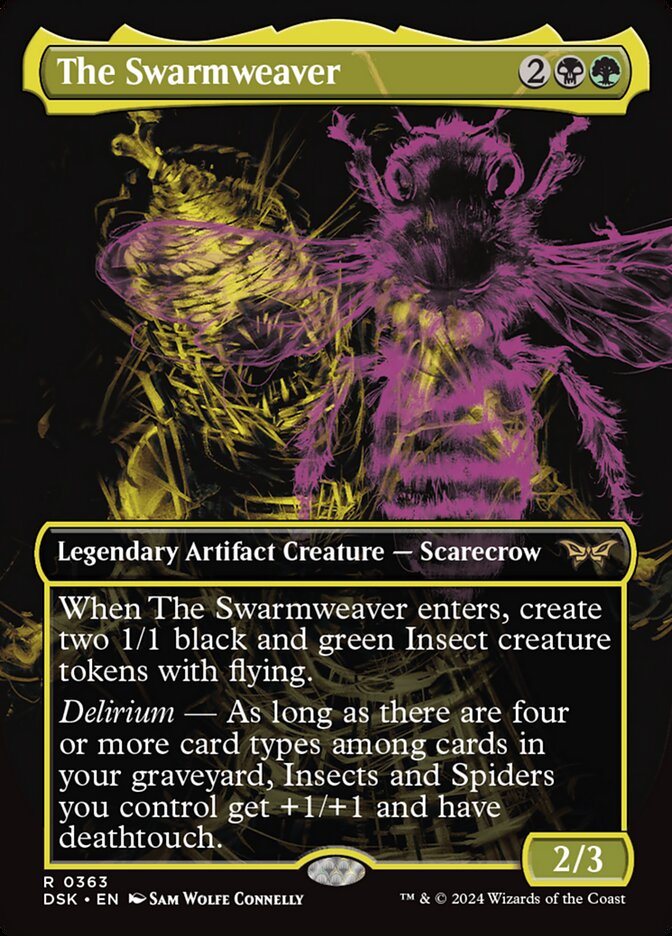 The Swarmweaver 2
Legendary Artifact Creature — Scarecrow
When The Swarmweaver enters, create
two 1/1 black and green Insect creature
tokens with flying.
Delirium — As long as there are four
or more card types among cards in
your graveyard, Insects and Spiders
you control get +1/+1 and have
deathtouch.
2/3
R 0363
DSK • EN Sam Wolfe Connelly
™ & © 2024 Wizards of the Coast